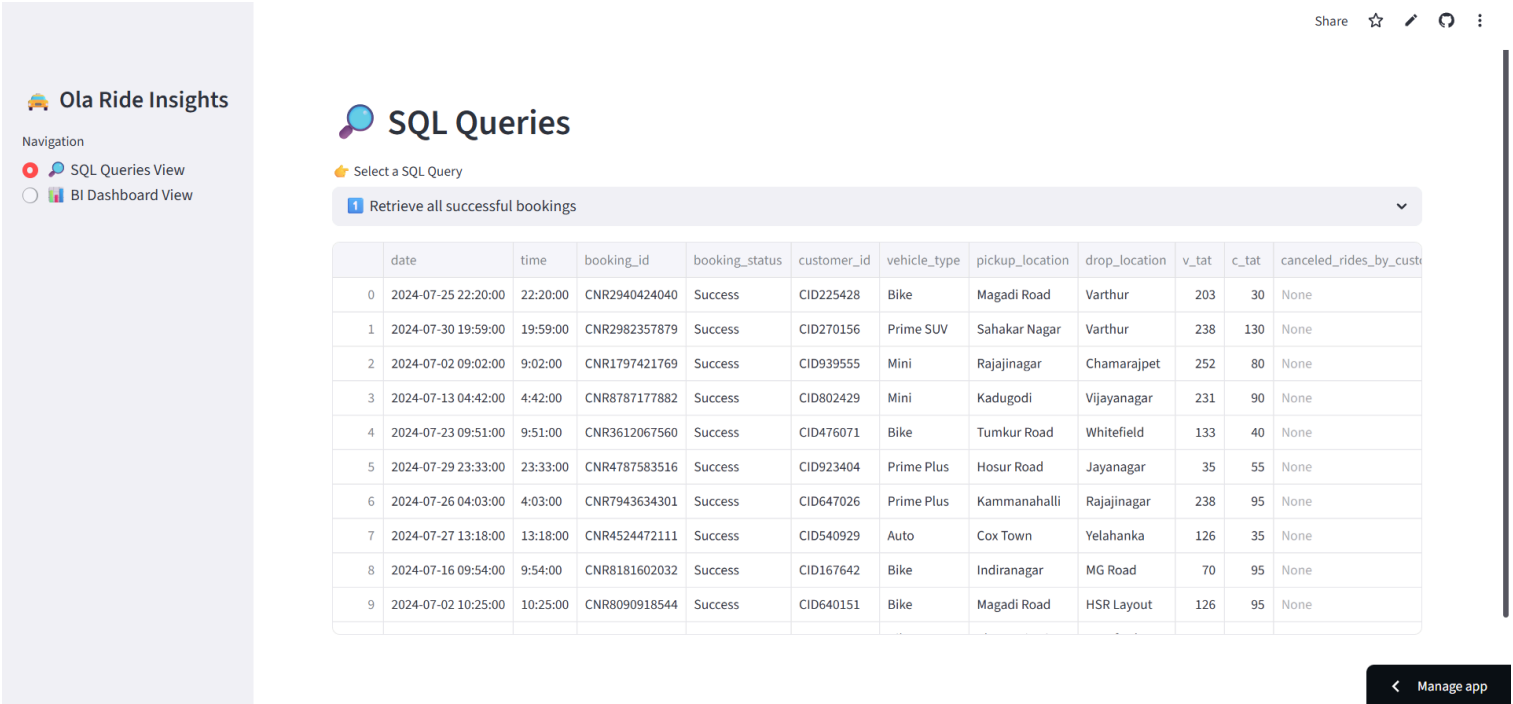 Share
Ola Ride Insights
Navigation
SQL Queries View
BI Dashboard View
SQL Queries
Select a SQL Query
1 Retrieve all successful bookings
date time booking_id booking_status customer_id vehicle_type pickup_location drop_location v_tat c_tat canceled_rides_by_custo
0 2024-07-25 22:20:00 22:20:00 CNR2940424040 Success CID225428 Bike Magadi Road Varthur 203 30 None
1 2024-07-30 19:59:00 19:59:00 CNR2982357879 Success CID270156 Prime SUV Sahakar Nagar Varthur 238 130 None
2 2024-07-02 09:02:00 9:02:00 CNR1797421769 Success CID939555 Mini Rajajinagar Chamarajpet 252 80 None
3 2024-07-13 04:42:00 4:42:00 CNR8787177882 Success CID802429 Mini Kadugodi Vijayanagar 231 90 None
4 2024-07-23 09:51:00 9:51:00 CNR3612067560 Success CID476071 Bike Tumkur Road Whitefield 133 40 None
5 2024-07-29 23:33:00 23:33:00 CNR4787583516 Success CID923404 Prime Plus Hosur Road Jayanagar 35 55 None
6 2024-07-26 04:03:00 4:03:00 CNR7943634301 Success CID647026 Prime Plus Kammanahalli Rajajinagar 238 95 None
7 2024-07-27 13:18:00 13:18:00 CNR4524472111 Success CID540929 Auto Cox Town Yelahanka 126 35 None
8 2024-07-16 09:54:00 9:54:00 CNR8181602032 Success CID167642 Bike Indiranagar MG Road 70 95 None
9 2024-07-02 10:25:00 10:25:00 CNR8090918544 Success CID640151 Bike Magadi Road HSR Layout 126 95 None
Manage app